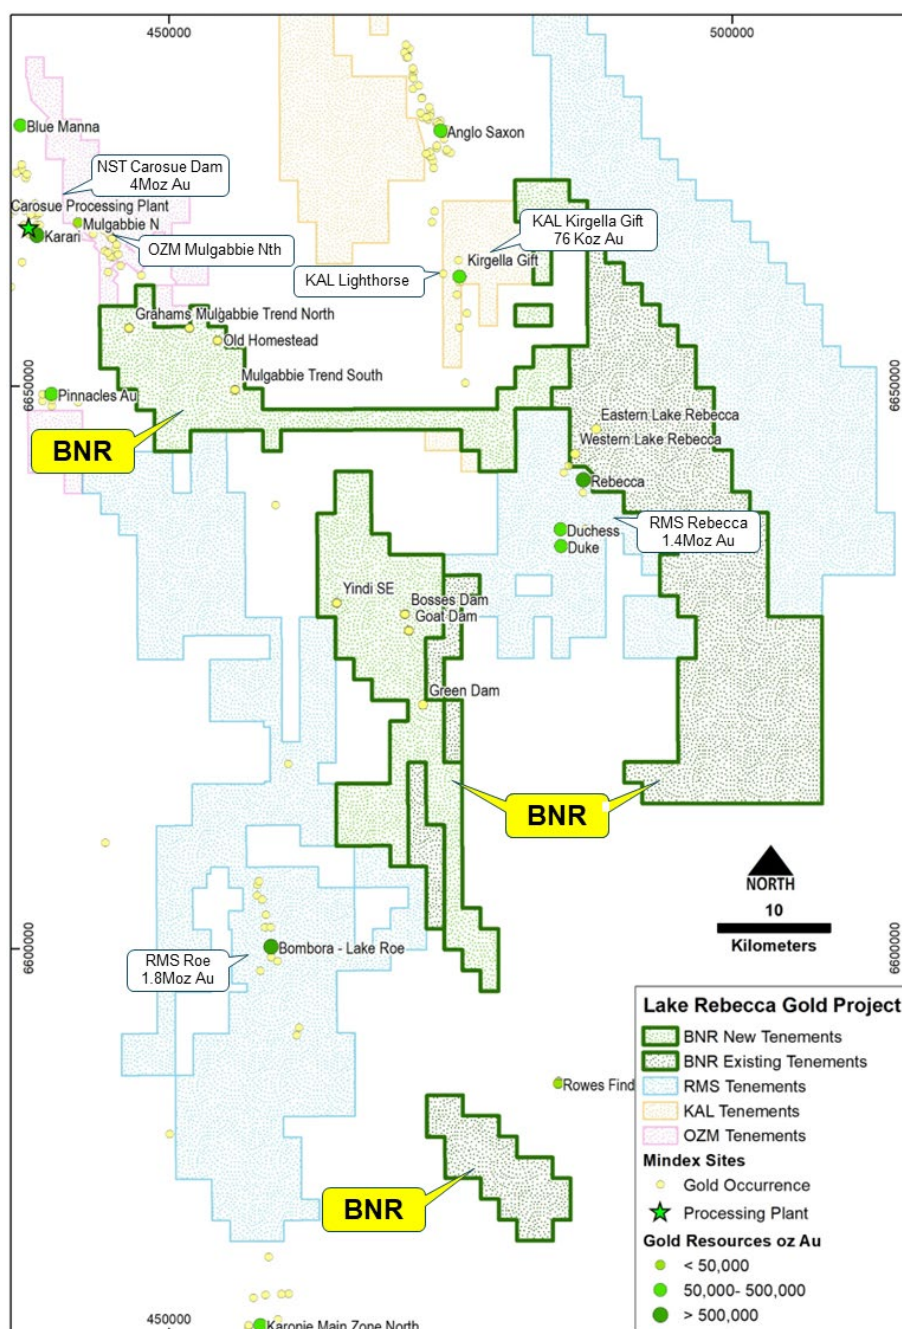 450000
500000
Blue Manna
Anglo Saxon
NST Carosue Dam
4Moz Au
Carosue Processing Plant
Mulgabbie N
Karari
OZM Mulgabbie Nth
KAL Kirgella Gift
76 Koz Au
Kirgella Gift
KAL Lighthorse
Grahams
Mulgabbie Trend North
Old Homestead
6650000
6650000
Mulgabbie Trend South
Pinnacles Au
BNR
Eastern Lake Rebecca
Western Lake Rebecca
Rebecca
RMS Rebecca
1.4Moz Au
Duchess
Duke
Yindi SE
Bosses Dam
Goat Dam
Green Dam
BNR
NORTH
10
Kilometers
6600000
6600000
Bombora - Lake Roe
RMS Roe
1.8Moz Au
Rowes Find
BNR
Lake Rebecca Gold Project
BNR New Tenements
BNR Existing Tenements
RMS Tenements
KAL Tenements
OZM Tenements
Mindex Sites
Gold Occurrence
Processing Plant
Gold Resources oz Au
< 50,000
50,000- 500,000
> 500,000
450000
Karonie Main Zone North